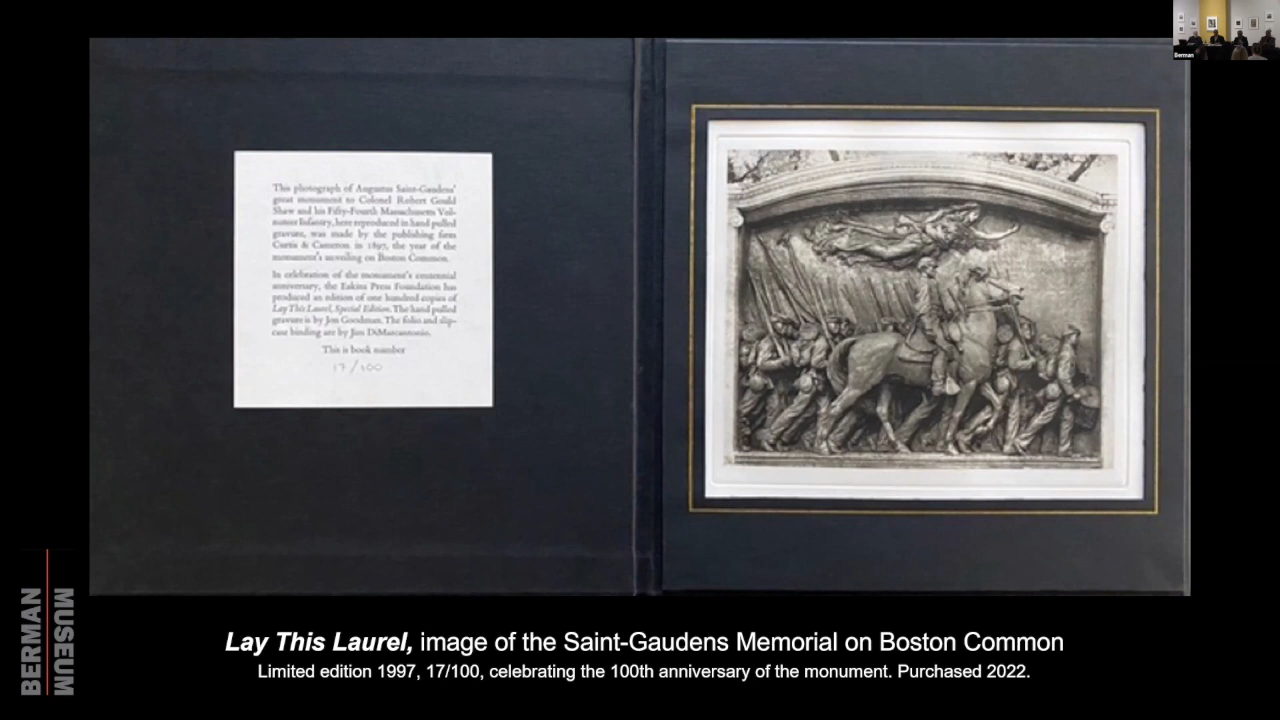 Berman
This photograph of Augustus Saint-Gaudens'
great monument to Colonel Robert Gould
Shaw and his Fifty-Fourth Massachusetts Vol-
unteer Infantry, here reproduced in hand pulled
gravure, was made by the publishing firm
Curtis & Cameron in 1897, the year of the
monument's unveiling on Boston Common.
In celebration of the monument's centennial
anniversary, the Eakins Press Foundation has
produced an edition of one hundred copies of
Lay This Laurel, Special Edition. The hand pulled
gravure is by Jon Goodman. The folio and slip-
case binding are by Jim DiMarcantonio.
This is book number
17/100
BERMAN
MUSEUM
Lay This Laurel, image of the Saint-Gaudens Memorial on Boston Common
Limited edition 1997, 17/100, celebrating the 100th anniversary of the monument. Purchased 2022.